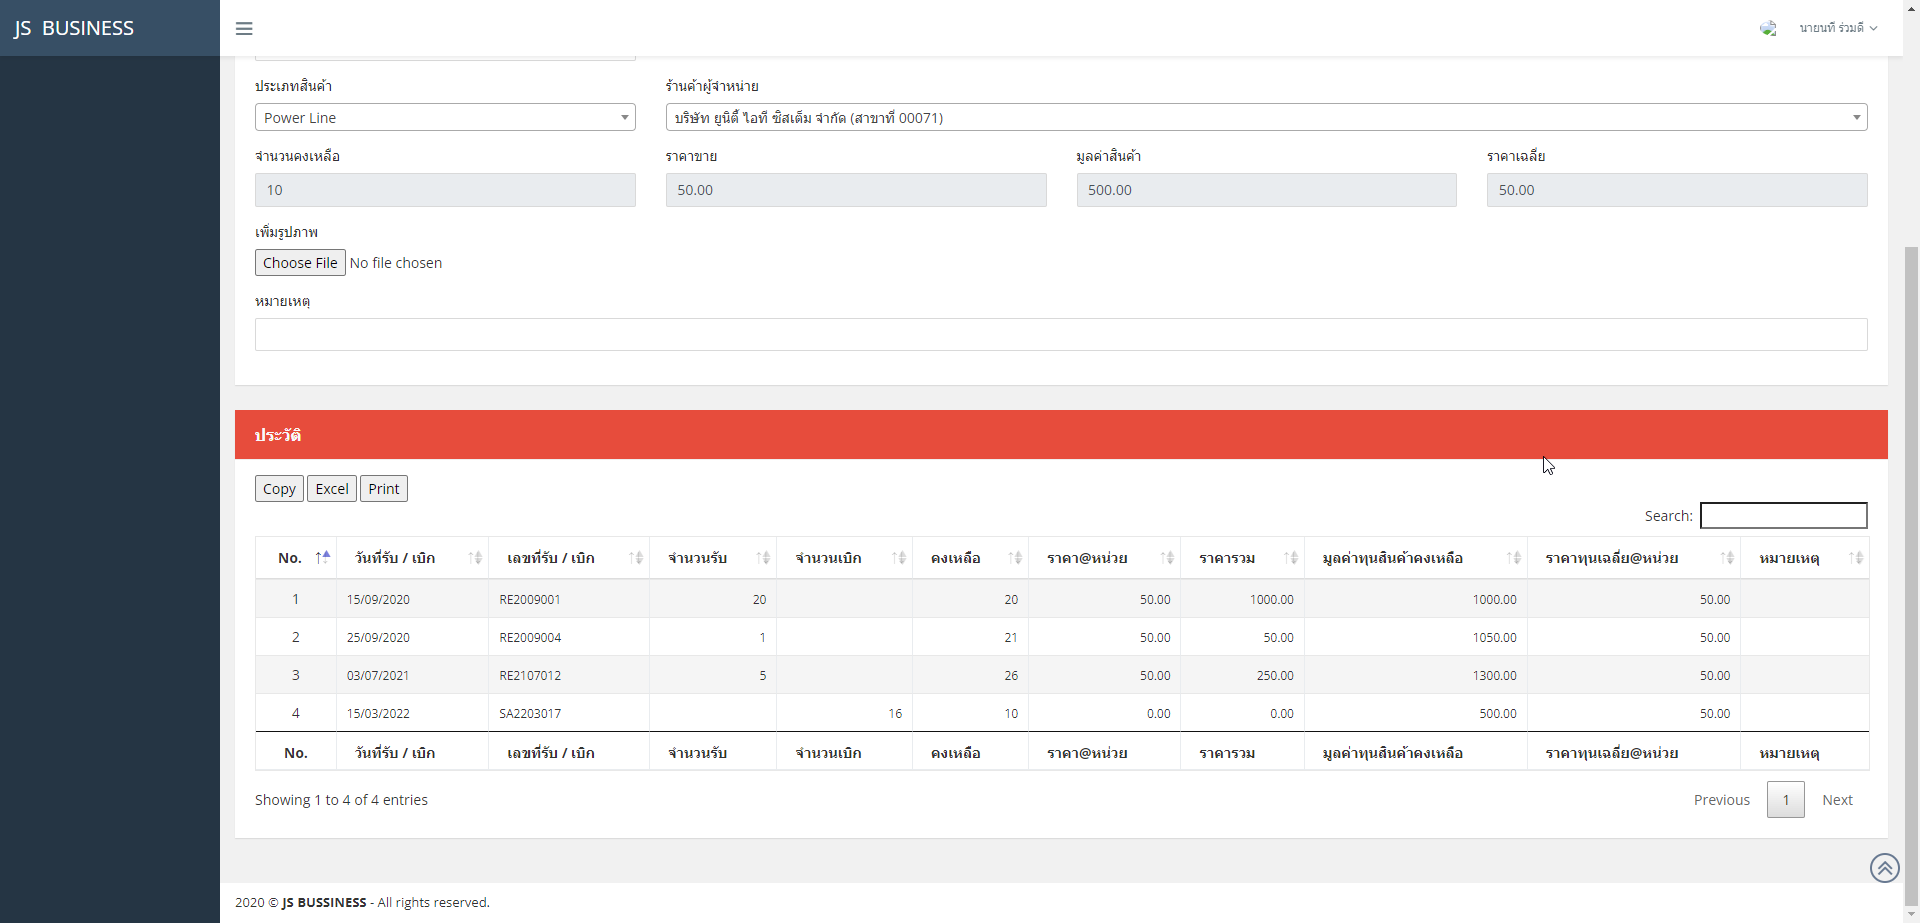 JS BUSINESS
นายนที ร่วมดี
ประเภทสินค้า ร้านค้าผู้จำหน่าย
Power Line บริษัท ยูนิตี้ ไอที ซิสเต็ม จำกัด (สาขาที่ 00071)
จำนวนคงเหลือ ราคาขาย มูลค่าสินค้า ราคาเฉลี่ย
10 50.00 500.00 50.00
เพิ่มรูปภาพ
Choose File No file chosen
หมายเหตุ
ประวัติ
Copy Excel Print
Search:
No. วันที่รับ / เบิก เลขที่รับ / เบิก จำนวนรับ จำนวนเบิก คงเหลือ ราคา@หน่วย ราคารวม มูลค่าทุนสินค้าคงเหลือ ราคาทุนเฉลี่ย@หน่วย หมายเหตุ
1 15/09/2020 RE2009001 20 20 50.00 1000.00 1000.00 50.00
2 25/09/2020 RE2009004 1 21 50.00 50.00 1050.00 50.00
3 03/07/2021 RE2107012 5 26 50.00 250.00 1300.00 50.00
4 15/03/2022 SA2203017 16 10 0.00 0.00 500.00 50.00
No. วันที่รับ / เบิก เลขที่รับ / เบิก จำนวนรับ จำนวนเบิก คงเหลือ ราคา@หน่วย ราคารวม มูลค่าทุนสินค้าคงเหลือ ราคาทุนเฉลี่ย@หน่วย หมายเหตุ
Showing 1 to 4 of 4 entries Previous 1 Next
2020 © JS BUSSINESS - All rights reserved.